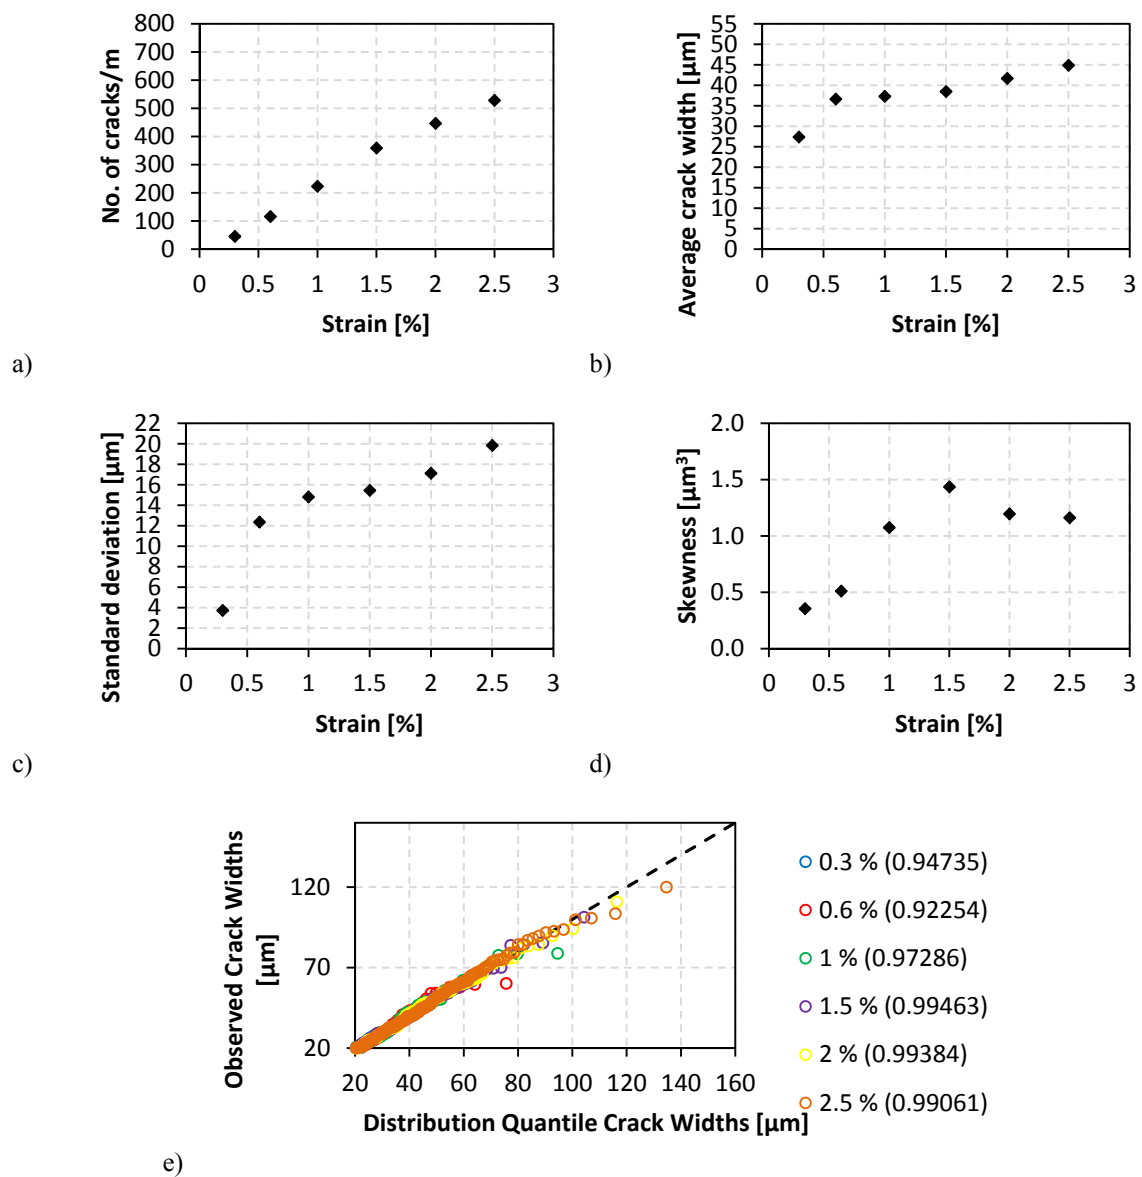 800
700
600
500
400
300
200
100
0
No. of cracks/m
0 0.5 1 1.5 2 2.5 3
Strain [%]
a)
55
50
45
40
35
30
25
20
15
10
5
0
Average crack width [µm]
0 0.5 1 1.5 2 2.5 3
Strain [%]
b)
22
20
18
16
14
12
10
8
6
4
2
0
Standard deviation [µm]
0 0.5 1 1.5 2 2.5 3
Strain [%]
c)
2.0
1.5
1.0
0.5
0.0
Skewness [µm³]
0 0.5 1 1.5 2 2.5 3
Strain [%]
d)
Observed Crack Widths
[µm]
120
70
20
20 40 60 80 100 120 140 160
Distribution Quantile Crack Widths [µm]
0.3 % (0.94735)
0.6 % (0.92254)
1 % (0.97286)
1.5 % (0.99463)
2 % (0.99384)
2.5 % (0.99061)
e)